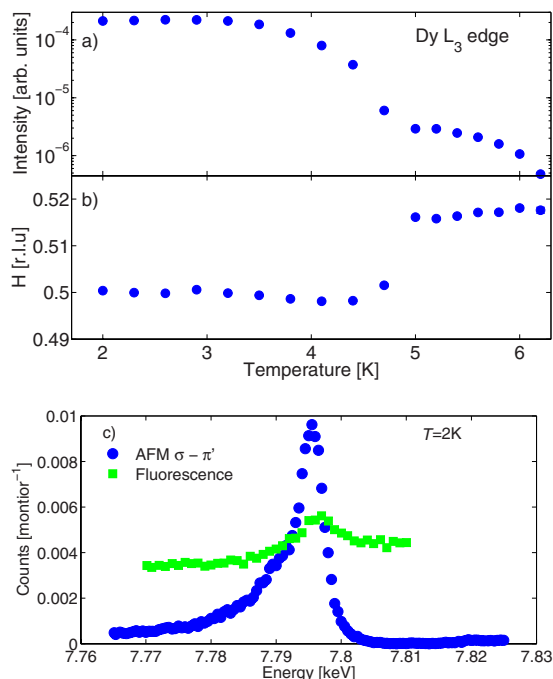 a)
Dy L₃ edge
Intensity [arb. units]
10⁻⁴
10⁻⁵
10⁻⁶
b)
H [r.l.u]
0.52
0.51
0.5
0.49
2 3 4 5 6
Temperature [K]
c)
T=2K
AFM σ − π'
Fluorescence
Counts [montior⁻¹]
0.01
0.008
0.006
0.004
0.002
0
7.76 7.77 7.78 7.79 7.8 7.81 7.82 7.83
Energy [keV]